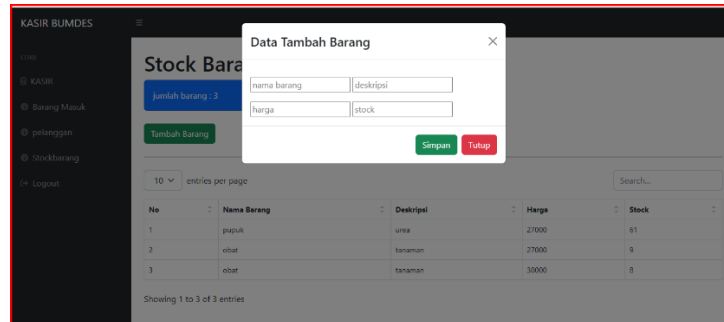 KASIR BUMDES
Data Tambah Barang
CORE
KASIR
Barang Masuk
pelanggan
Stockbarang
Logout
Stock Bara
jumlah barang : 3
Tambah Barang
nama barang deskripsi
harga stock
Simpan Tutup
10 entries per page Search...
No Nama Barang Deskripsi Harga Stock
1 pupuk urea 27000 61
2 obat tanaman 27000 9
3 obat tanaman 30000 8
Showing 1 to 3 of 3 entries